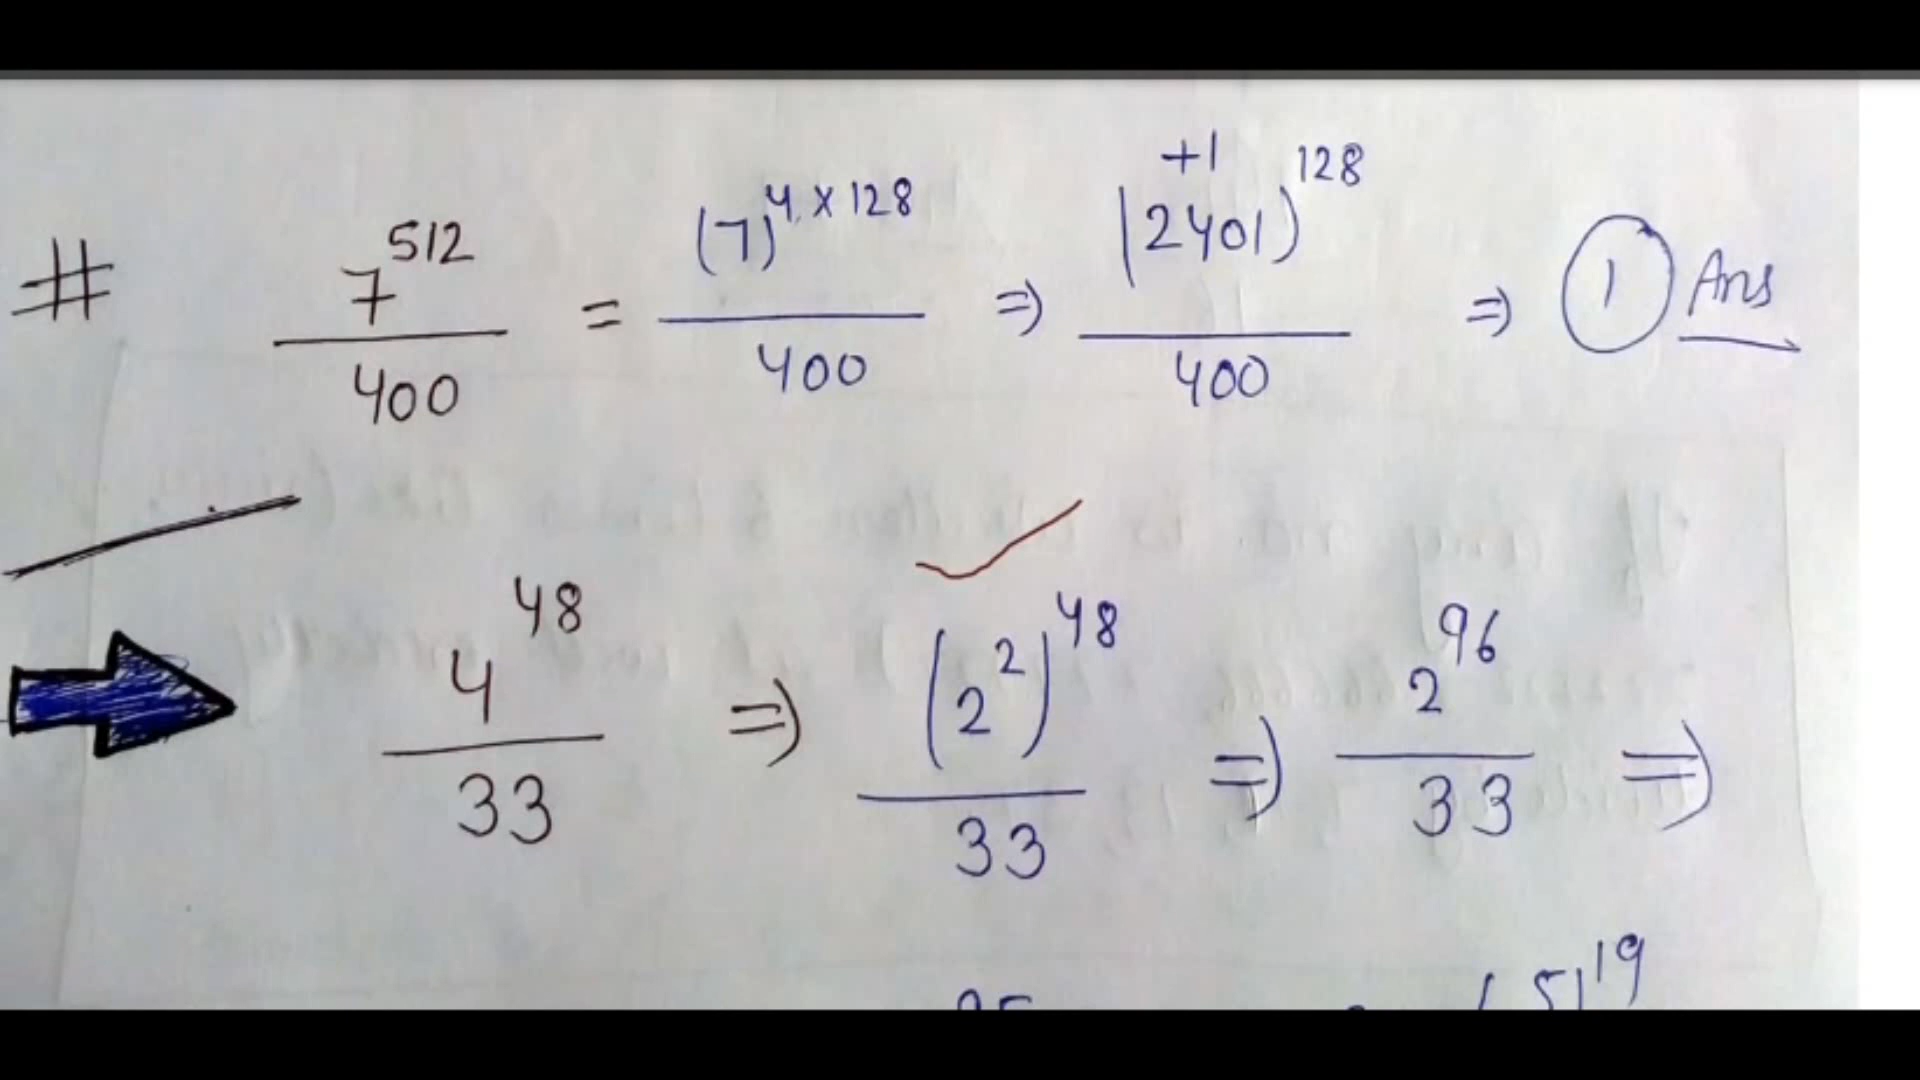 # 7^512/400 = (7)^4×128/400 ⇒ (2401)^128/400 +1 ⇒ 1 Ans
4^48/33 ⇒ (2^2)^48/33 ⇒ 2^96/33 ⇒